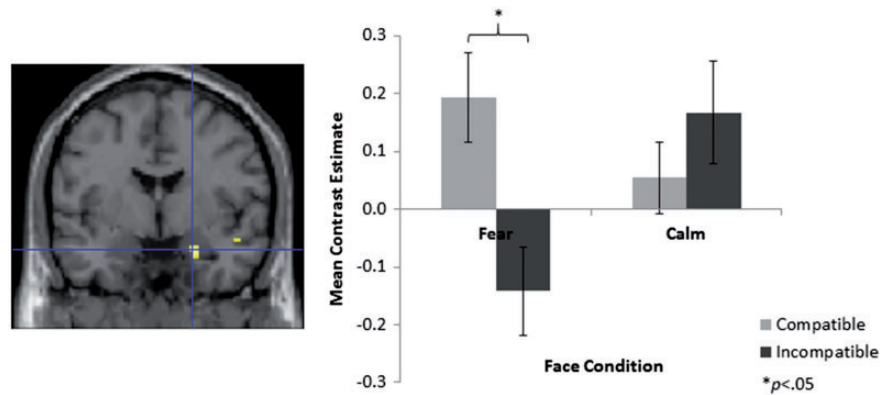 *
0.3
0.2
0.1
0.0
-0.1
-0.2
-0.3
Mean Contrast Estimate
Fear
Calm
Face Condition
Compatible
Incompatible
*p<.05